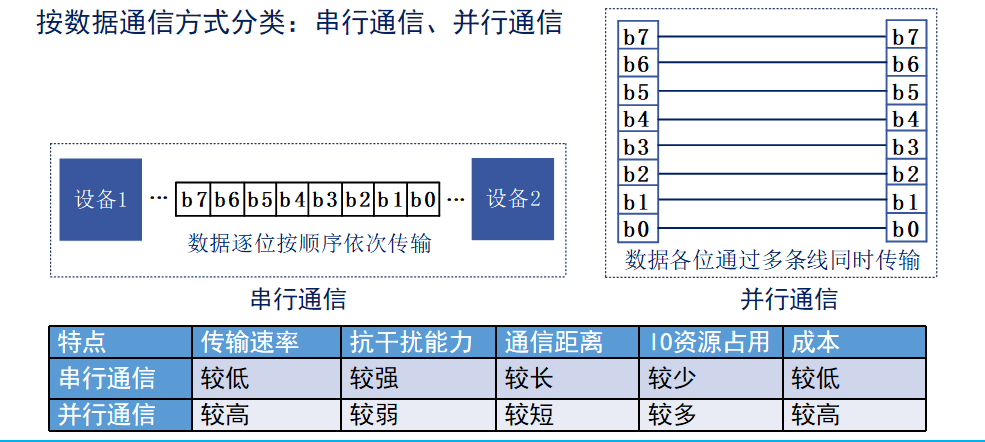 按数据通信方式分类：串行通信、并行通信
设备1 ··· b7 b6 b5 b4 b3 b2 b1 b0 ··· 设备2
数据逐位按顺序依次传输
串行通信
b7 b7
b6 b6
b5 b5
b4 b4
b3 b3
b2 b2
b1 b1
b0 b0
数据各位通过多条线同时传输
并行通信
特点 传输速率 抗干扰能力 通信距离 IO资源占用 成本
串行通信 较低 较强 较长 较少 较低
并行通信 较高 较弱 较短 较多 较高